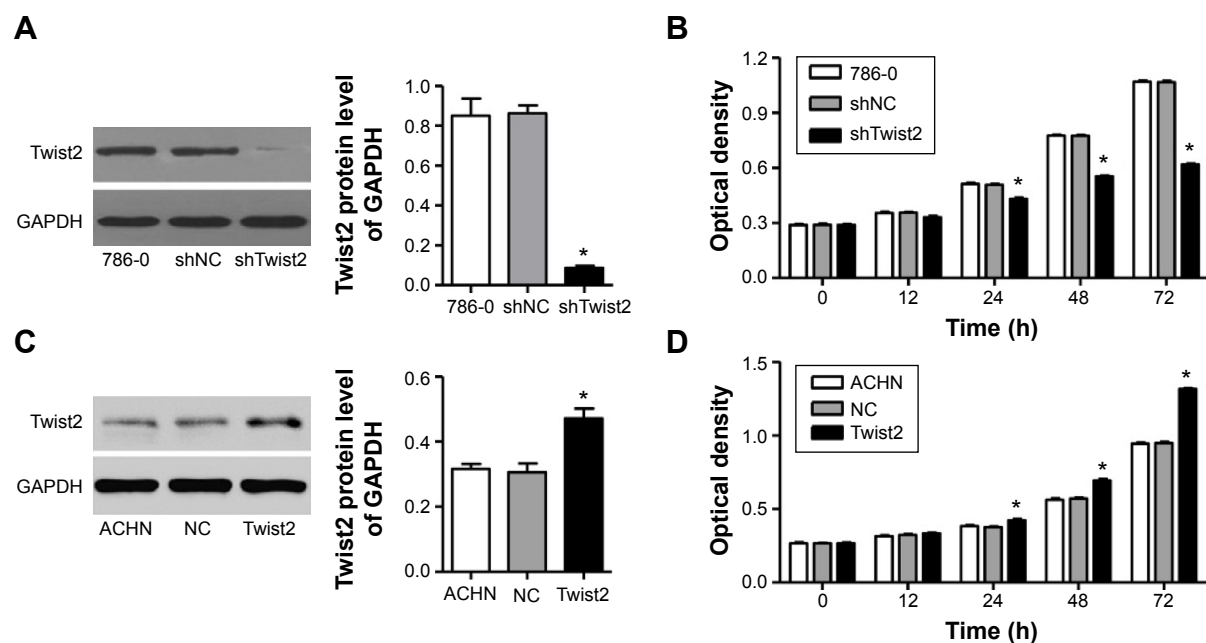 A
Twist2
GAPDH
786-0 shNC shTwist2
Twist2 protein level
of GAPDH
1.0
0.8
0.6
0.4
0.2
0.0
*
786-0 shNC shTwist2
B
Optical density
1.2
0.9
0.6
0.3
0.0
786-0
shNC
shTwist2
* * *
0 12 24 48 72
Time (h)
C
Twist2
GAPDH
ACHN NC Twist2
Twist2 protein level
of GAPDH
0.6
0.4
0.2
0.0
*
ACHN NC Twist2
D
Optical density
1.5
1.0
0.5
0.0
ACHN
NC
Twist2
* * *
0 12 24 48 72
Time (h)